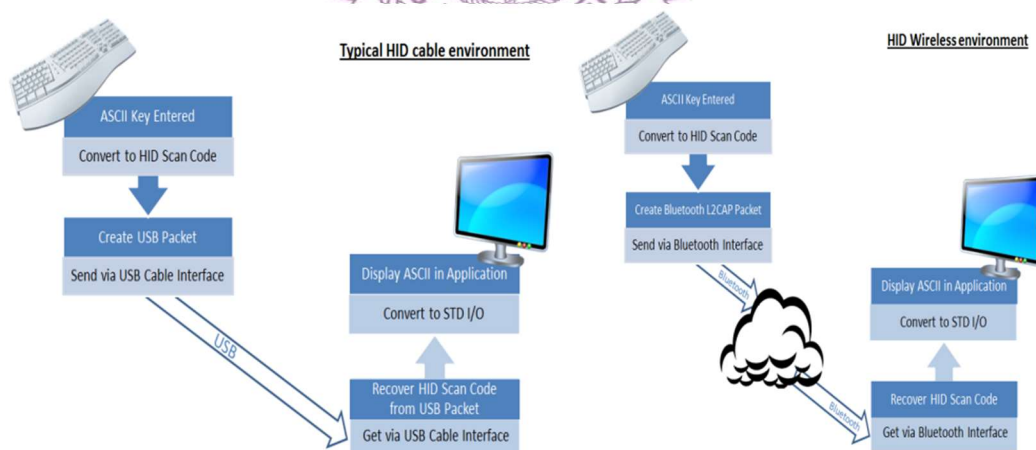 Typical HID cable environment
ASCII Key Entered
Convert to HID Scan Code
Create USB Packet
Send via USB Cable Interface
USB
Display ASCII in Application
Convert to STD I/O
Recover HID Scan Code
from USB Packet
Get via USB Cable Interface
HID Wireless environment
ASCII Key Entered
Convert to HID Scan Code
Create Bluetooth L2CAP Packet
Send via Bluetooth Interface
Bluetooth
Bluetooth
Display ASCII in Application
Convert to STD I/O
Recover HID Scan Code
Get via Bluetooth Interface